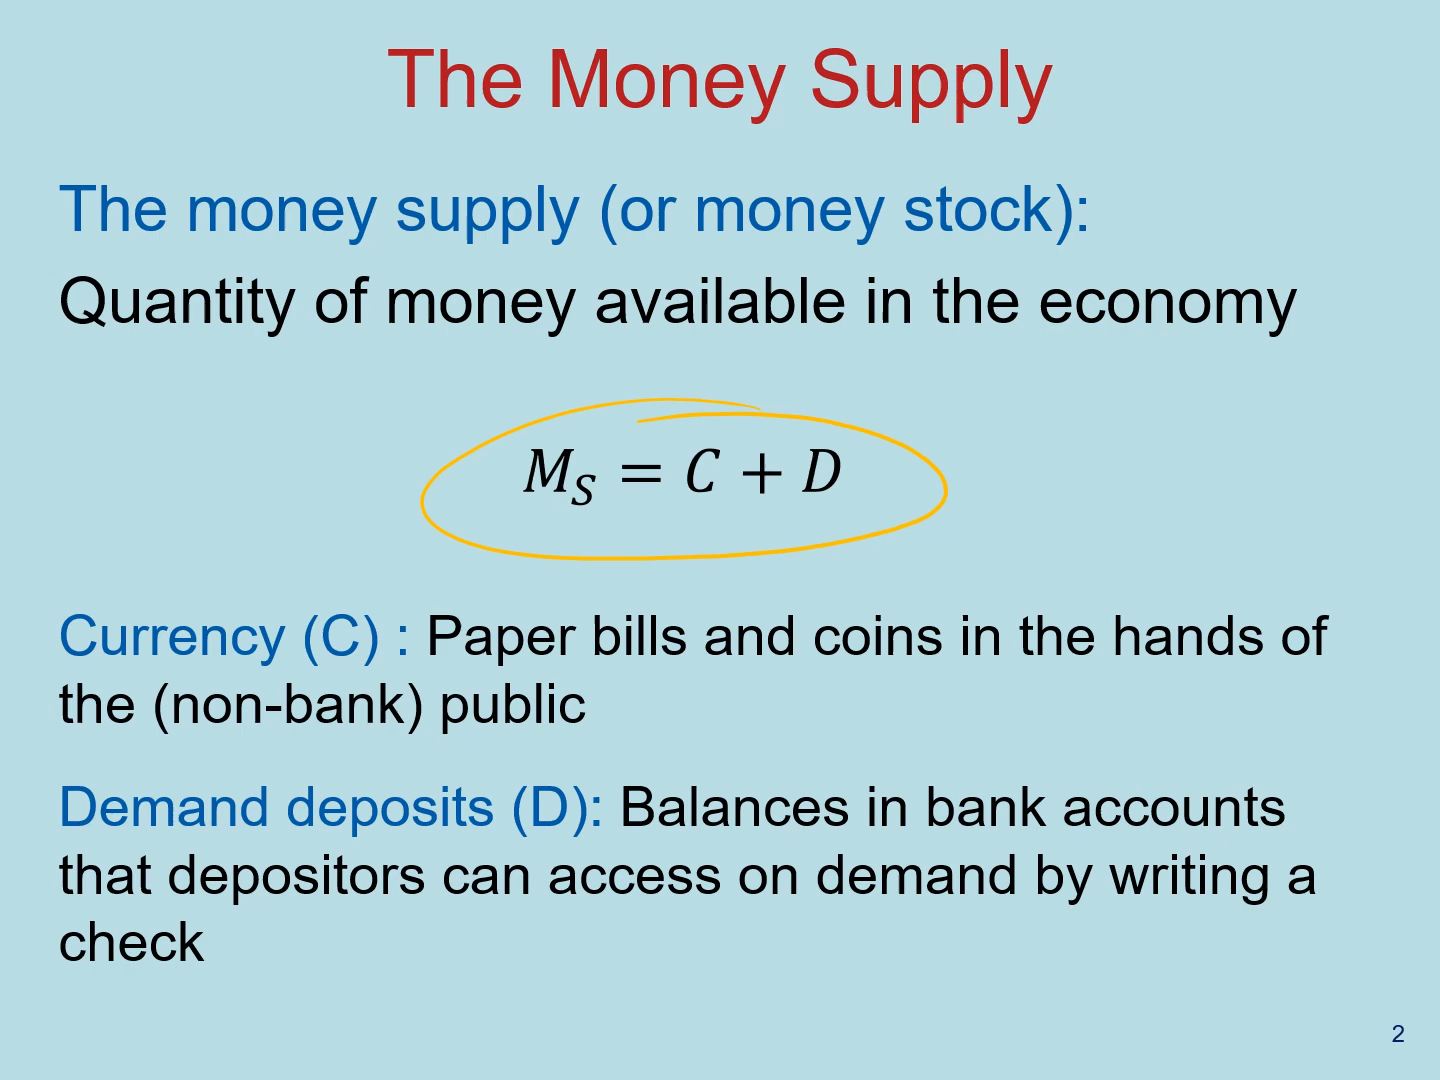 The Money Supply
The money supply (or money stock):
Quantity of money available in the economy
M_S = C + D
Currency (C) : Paper bills and coins in the hands of
the (non-bank) public
Demand deposits (D): Balances in bank accounts
that depositors can access on demand by writing a
check
2